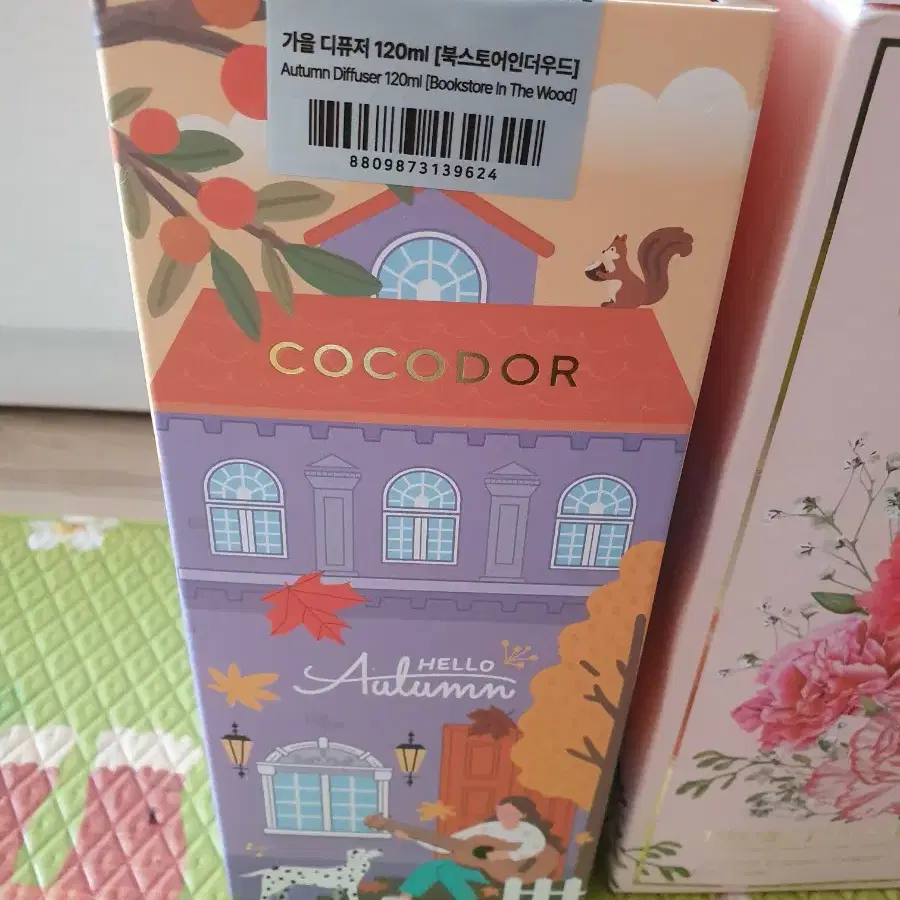 가을 디퓨저 120ml [북스토어인더우드]
Autumn Diffuser 120ml [Bookstore In The Wood]
8809873139624
COCODOR
HELLO
Autumn